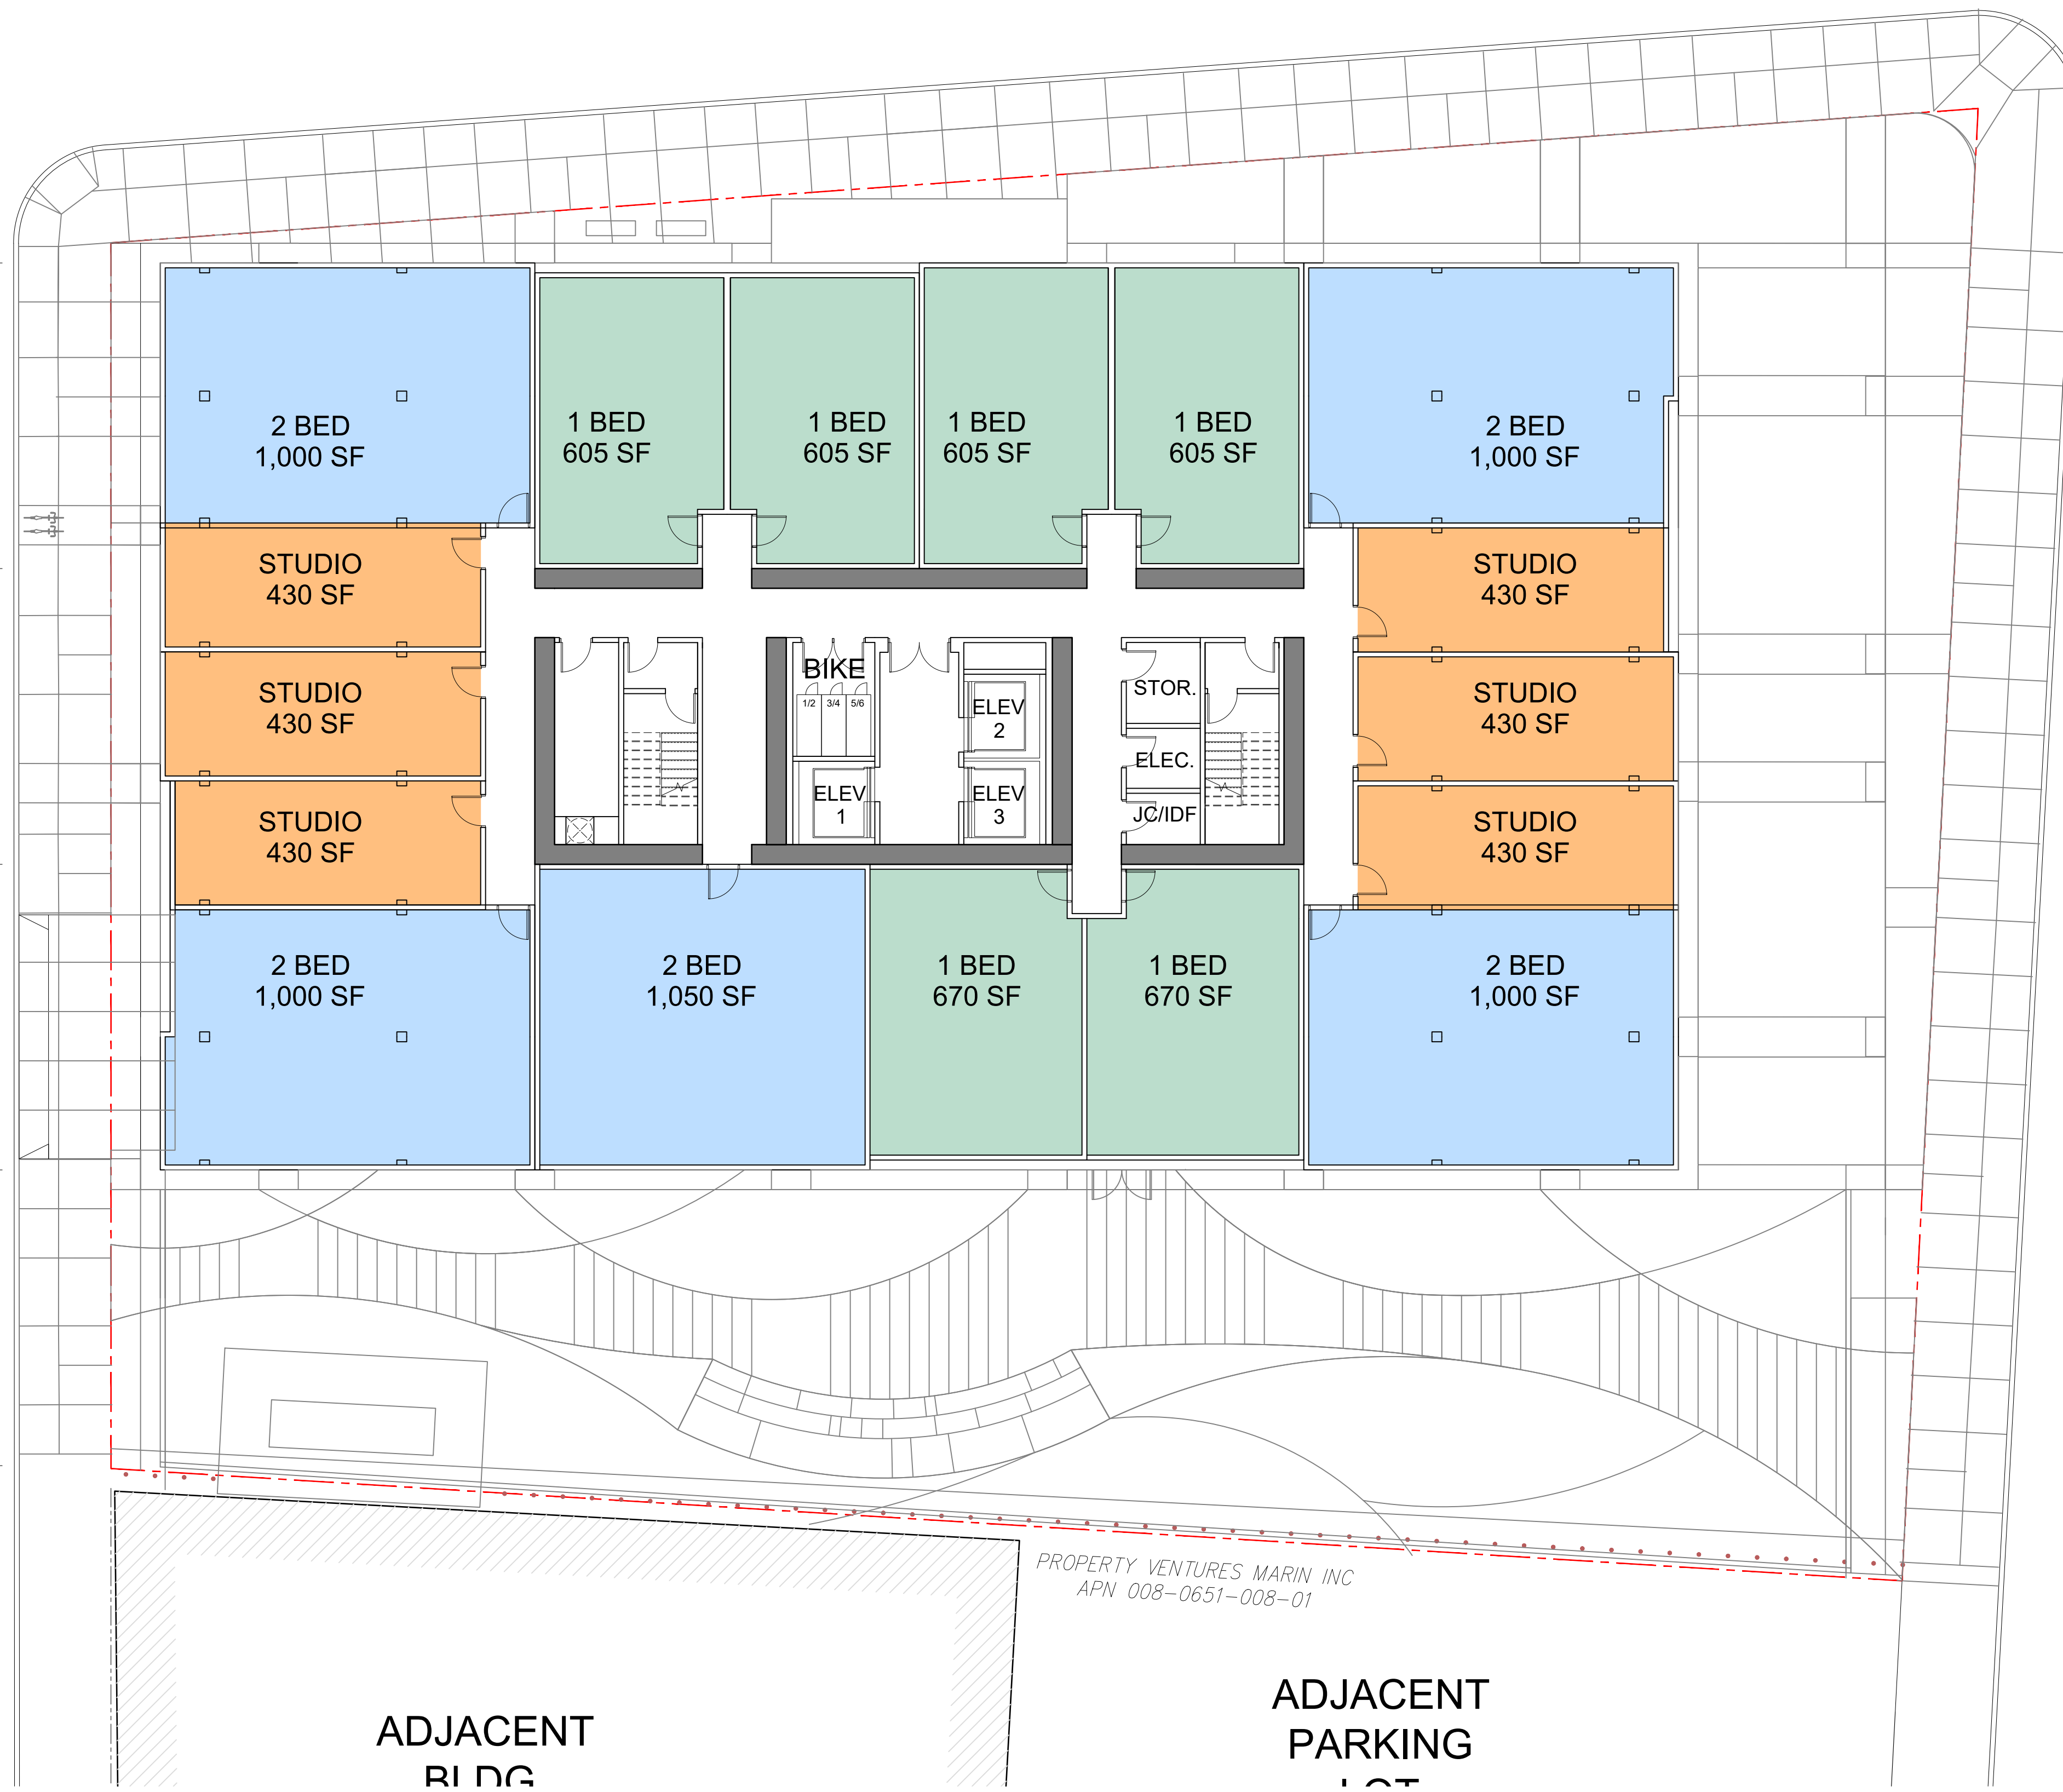 2 BED
1,000 SF
1 BED
605 SF
1 BED
605 SF
1 BED
605 SF
1 BED
605 SF
2 BED
1,000 SF
STUDIO
430 SF
STUDIO
430 SF
STUDIO
430 SF
STUDIO
430 SF
STUDIO
430 SF
STUDIO
430 SF
BIKE
1/2 3/4 5/6
ELEV
1
ELEV
2
ELEV
3
STOR.
ELEC.
JC/IDF
2 BED
1,000 SF
2 BED
1,050 SF
1 BED
670 SF
1 BED
670 SF
2 BED
1,000 SF
PROPERTY VENTURES MARIN INC
APN 008-0651-008-01
ADJACENT
BLDG
ADJACENT
PARKING
LOT